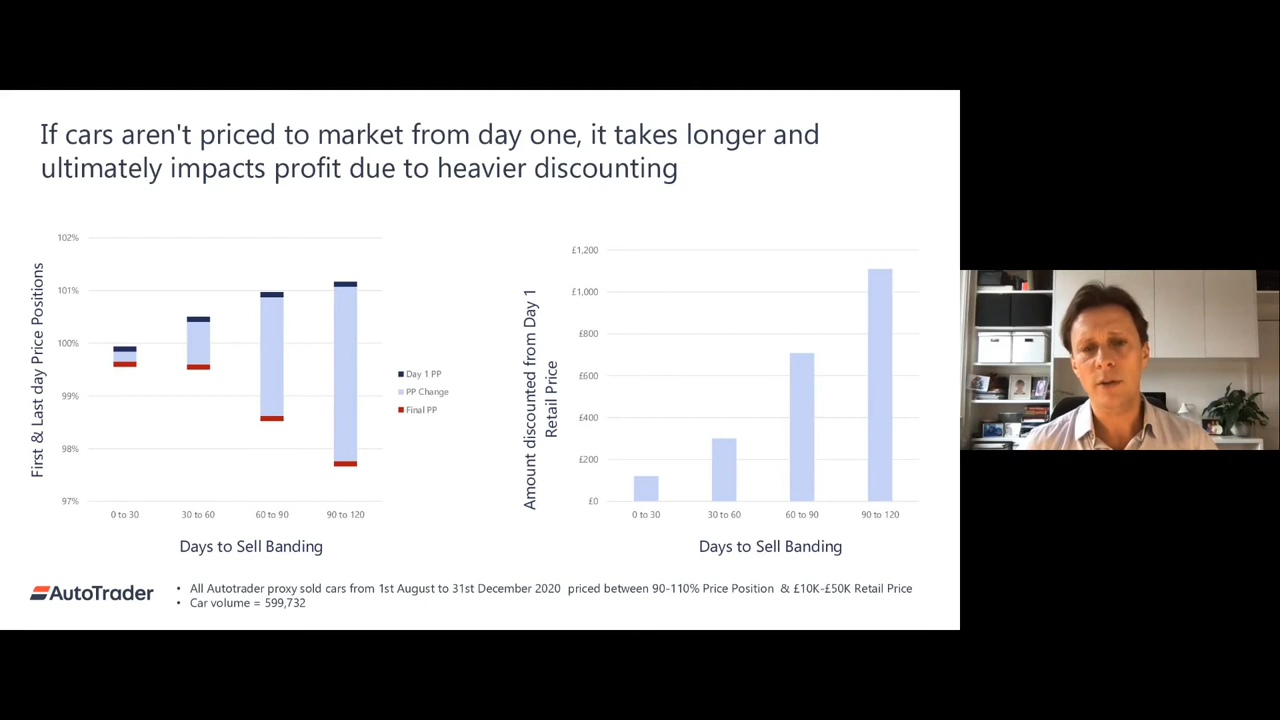 If cars aren't priced to market from day one, it takes longer and
ultimately impacts profit due to heavier discounting
First & Last day Price Positions
102%
101%
100%
99%
98%
97%
0 to 30
30 to 60
60 to 90
90 to 120
Days to Sell Banding
Day 1 PP
PP Change
Final PP
Amount discounted from Day 1
Retail Price
£1,200
£1,000
£800
£600
£400
£200
£0
0 to 30
30 to 60
60 to 90
90 to 120
Days to Sell Banding
AutoTrader
• All Autotrader proxy sold cars from 1st August to 31st December 2020 priced between 90-110% Price Position & £10K-£50K Retail Price
• Car volume = 599,732